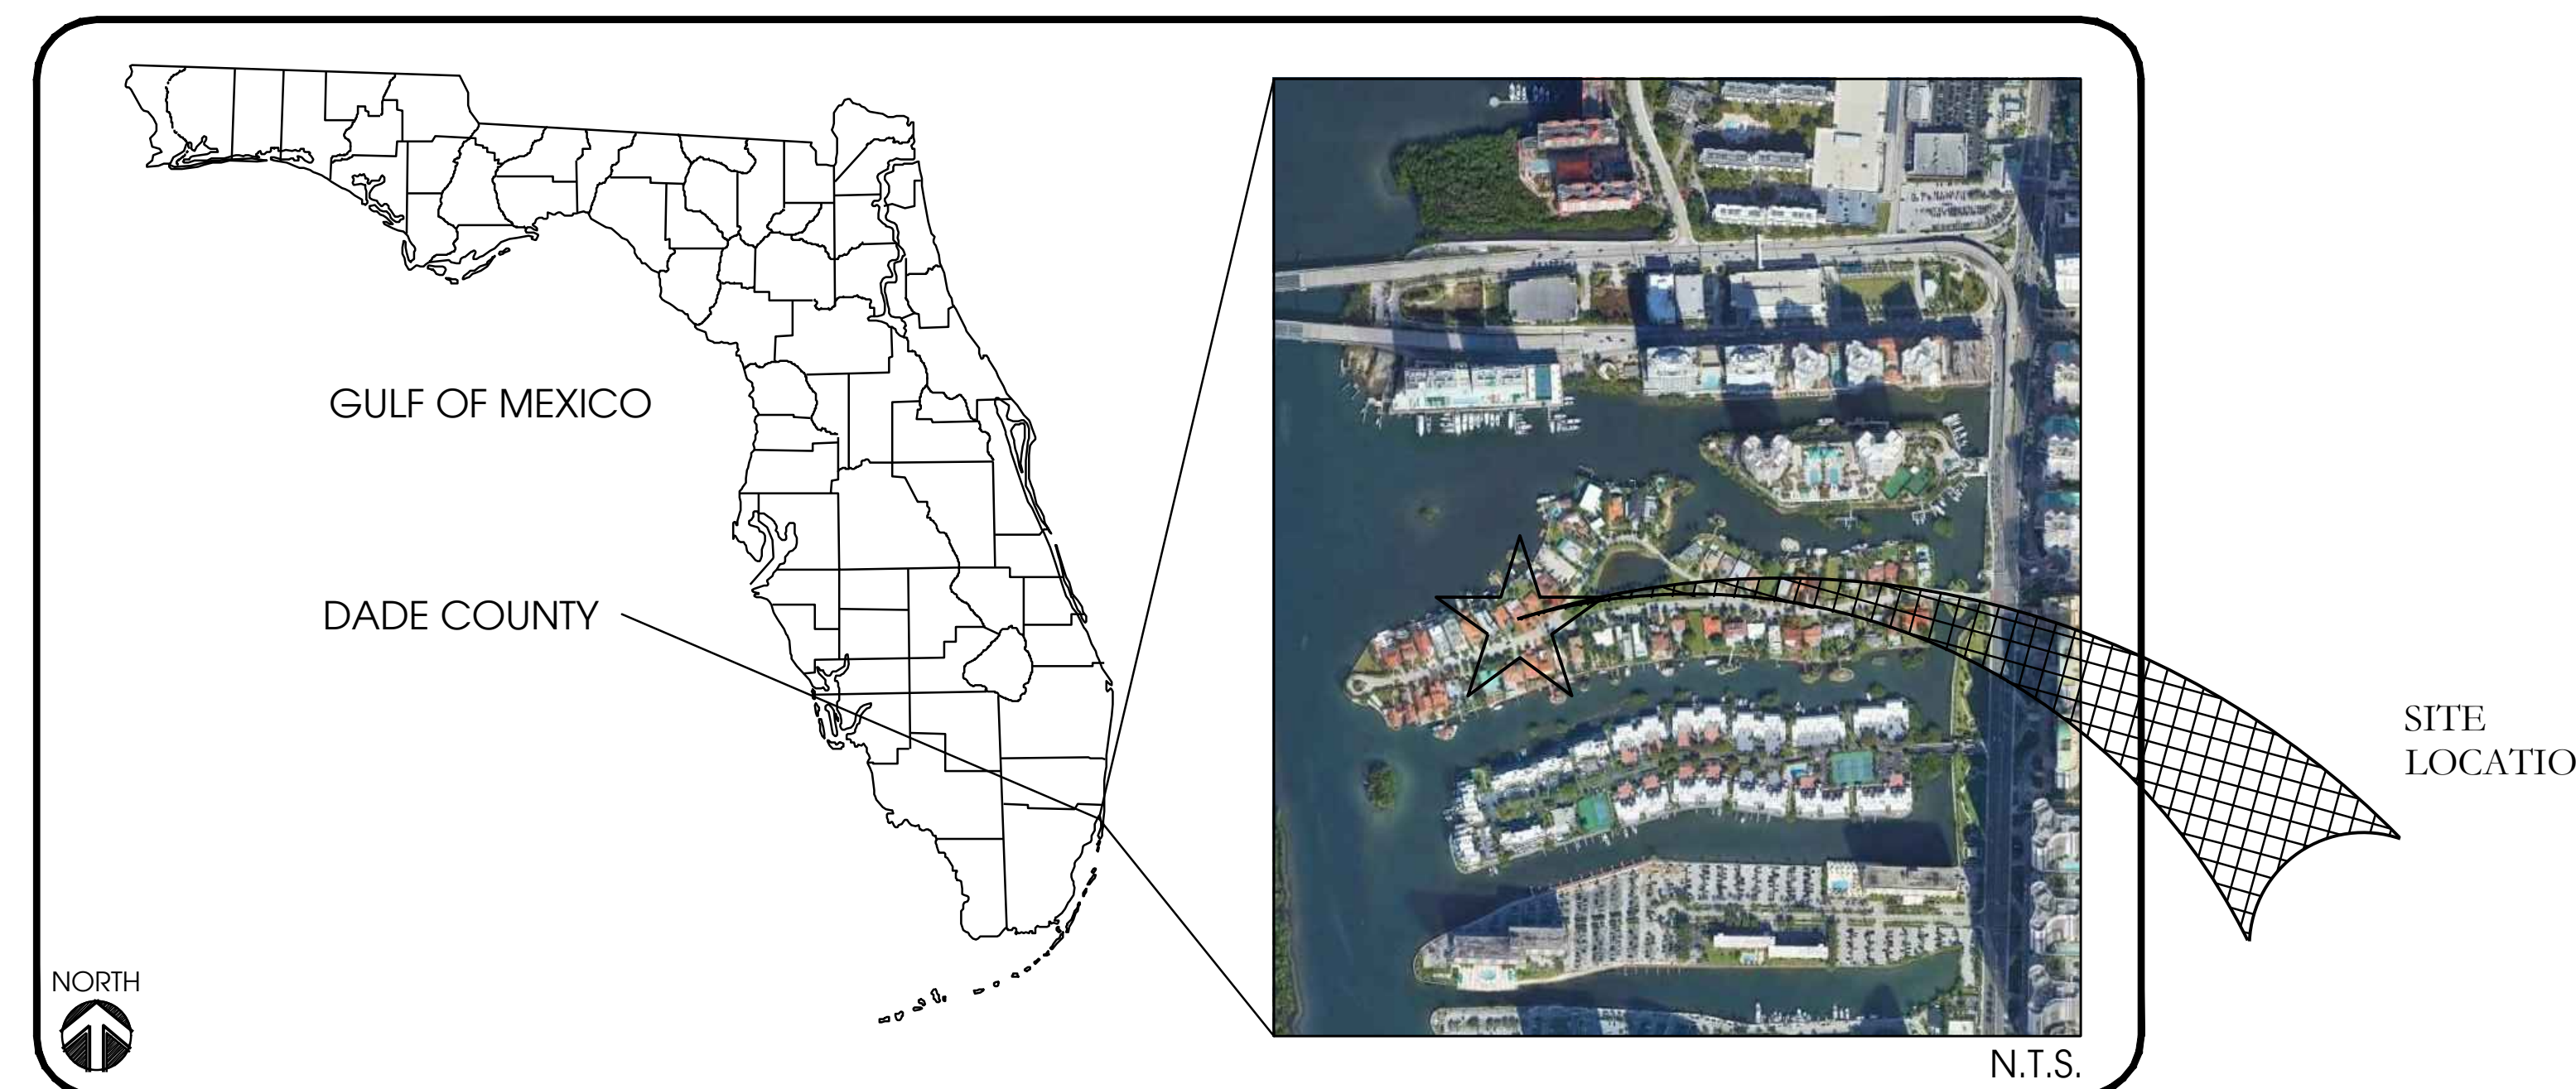 GULF OF MEXICO
DADE COUNTY
NORTH
N.T.S.
SITE
LOCATIO